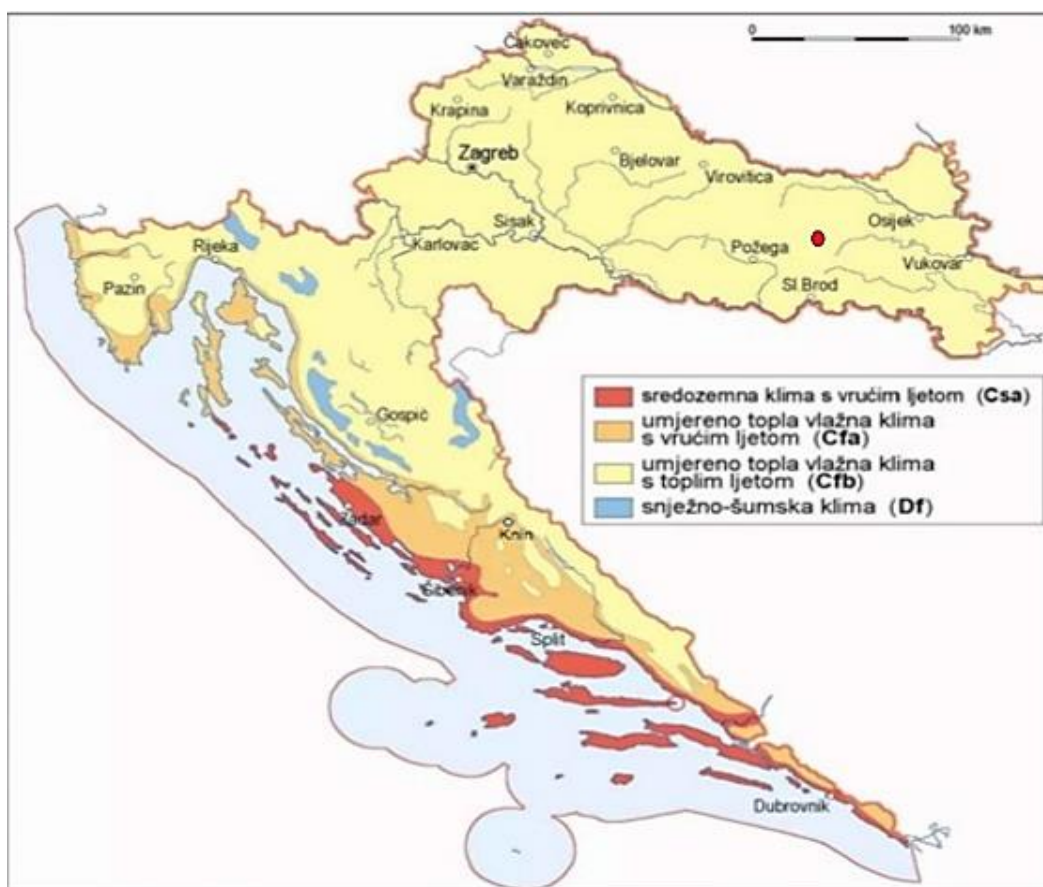 0 100 km
Čakovec
Varaždin
Krapina
Koprivnica
Zagreb
Bjelovar
Virovitica
Sisak
Osijek
Karlovac
Rijeka
Požega
Vukovar
Pazin
Sl.Brod
sredozemna klima s vrućim ljetom (Csa)
umjereno topla vlažna klima
s vrućim ljetom (Cfa)
umjereno topla vlažna klima
s toplim ljetom (Cfb)
snježno-šumska klima (Df)
Gospić
Zadar
Knin
Šibenik
Split
Dubrovnik